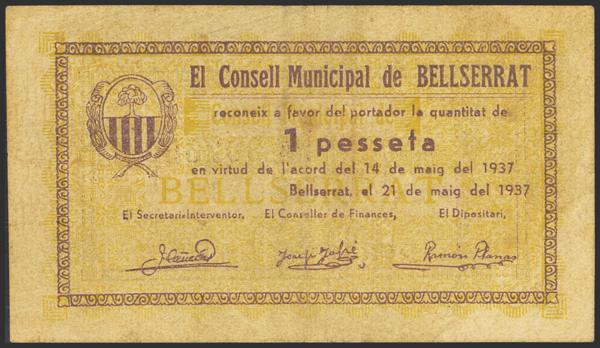 El Consell Municipal de BELLSERRAT
reconeix a favor del portador la quantitat de
1 pesseta
en virtud de l'acord del 14 de maig del 1937
BELLSERRAT
Bellserrat, el 21 de maig del 1937
El Secretari-Interventor, El Conseller de Finances, El Dipositari,
Ramón Planas